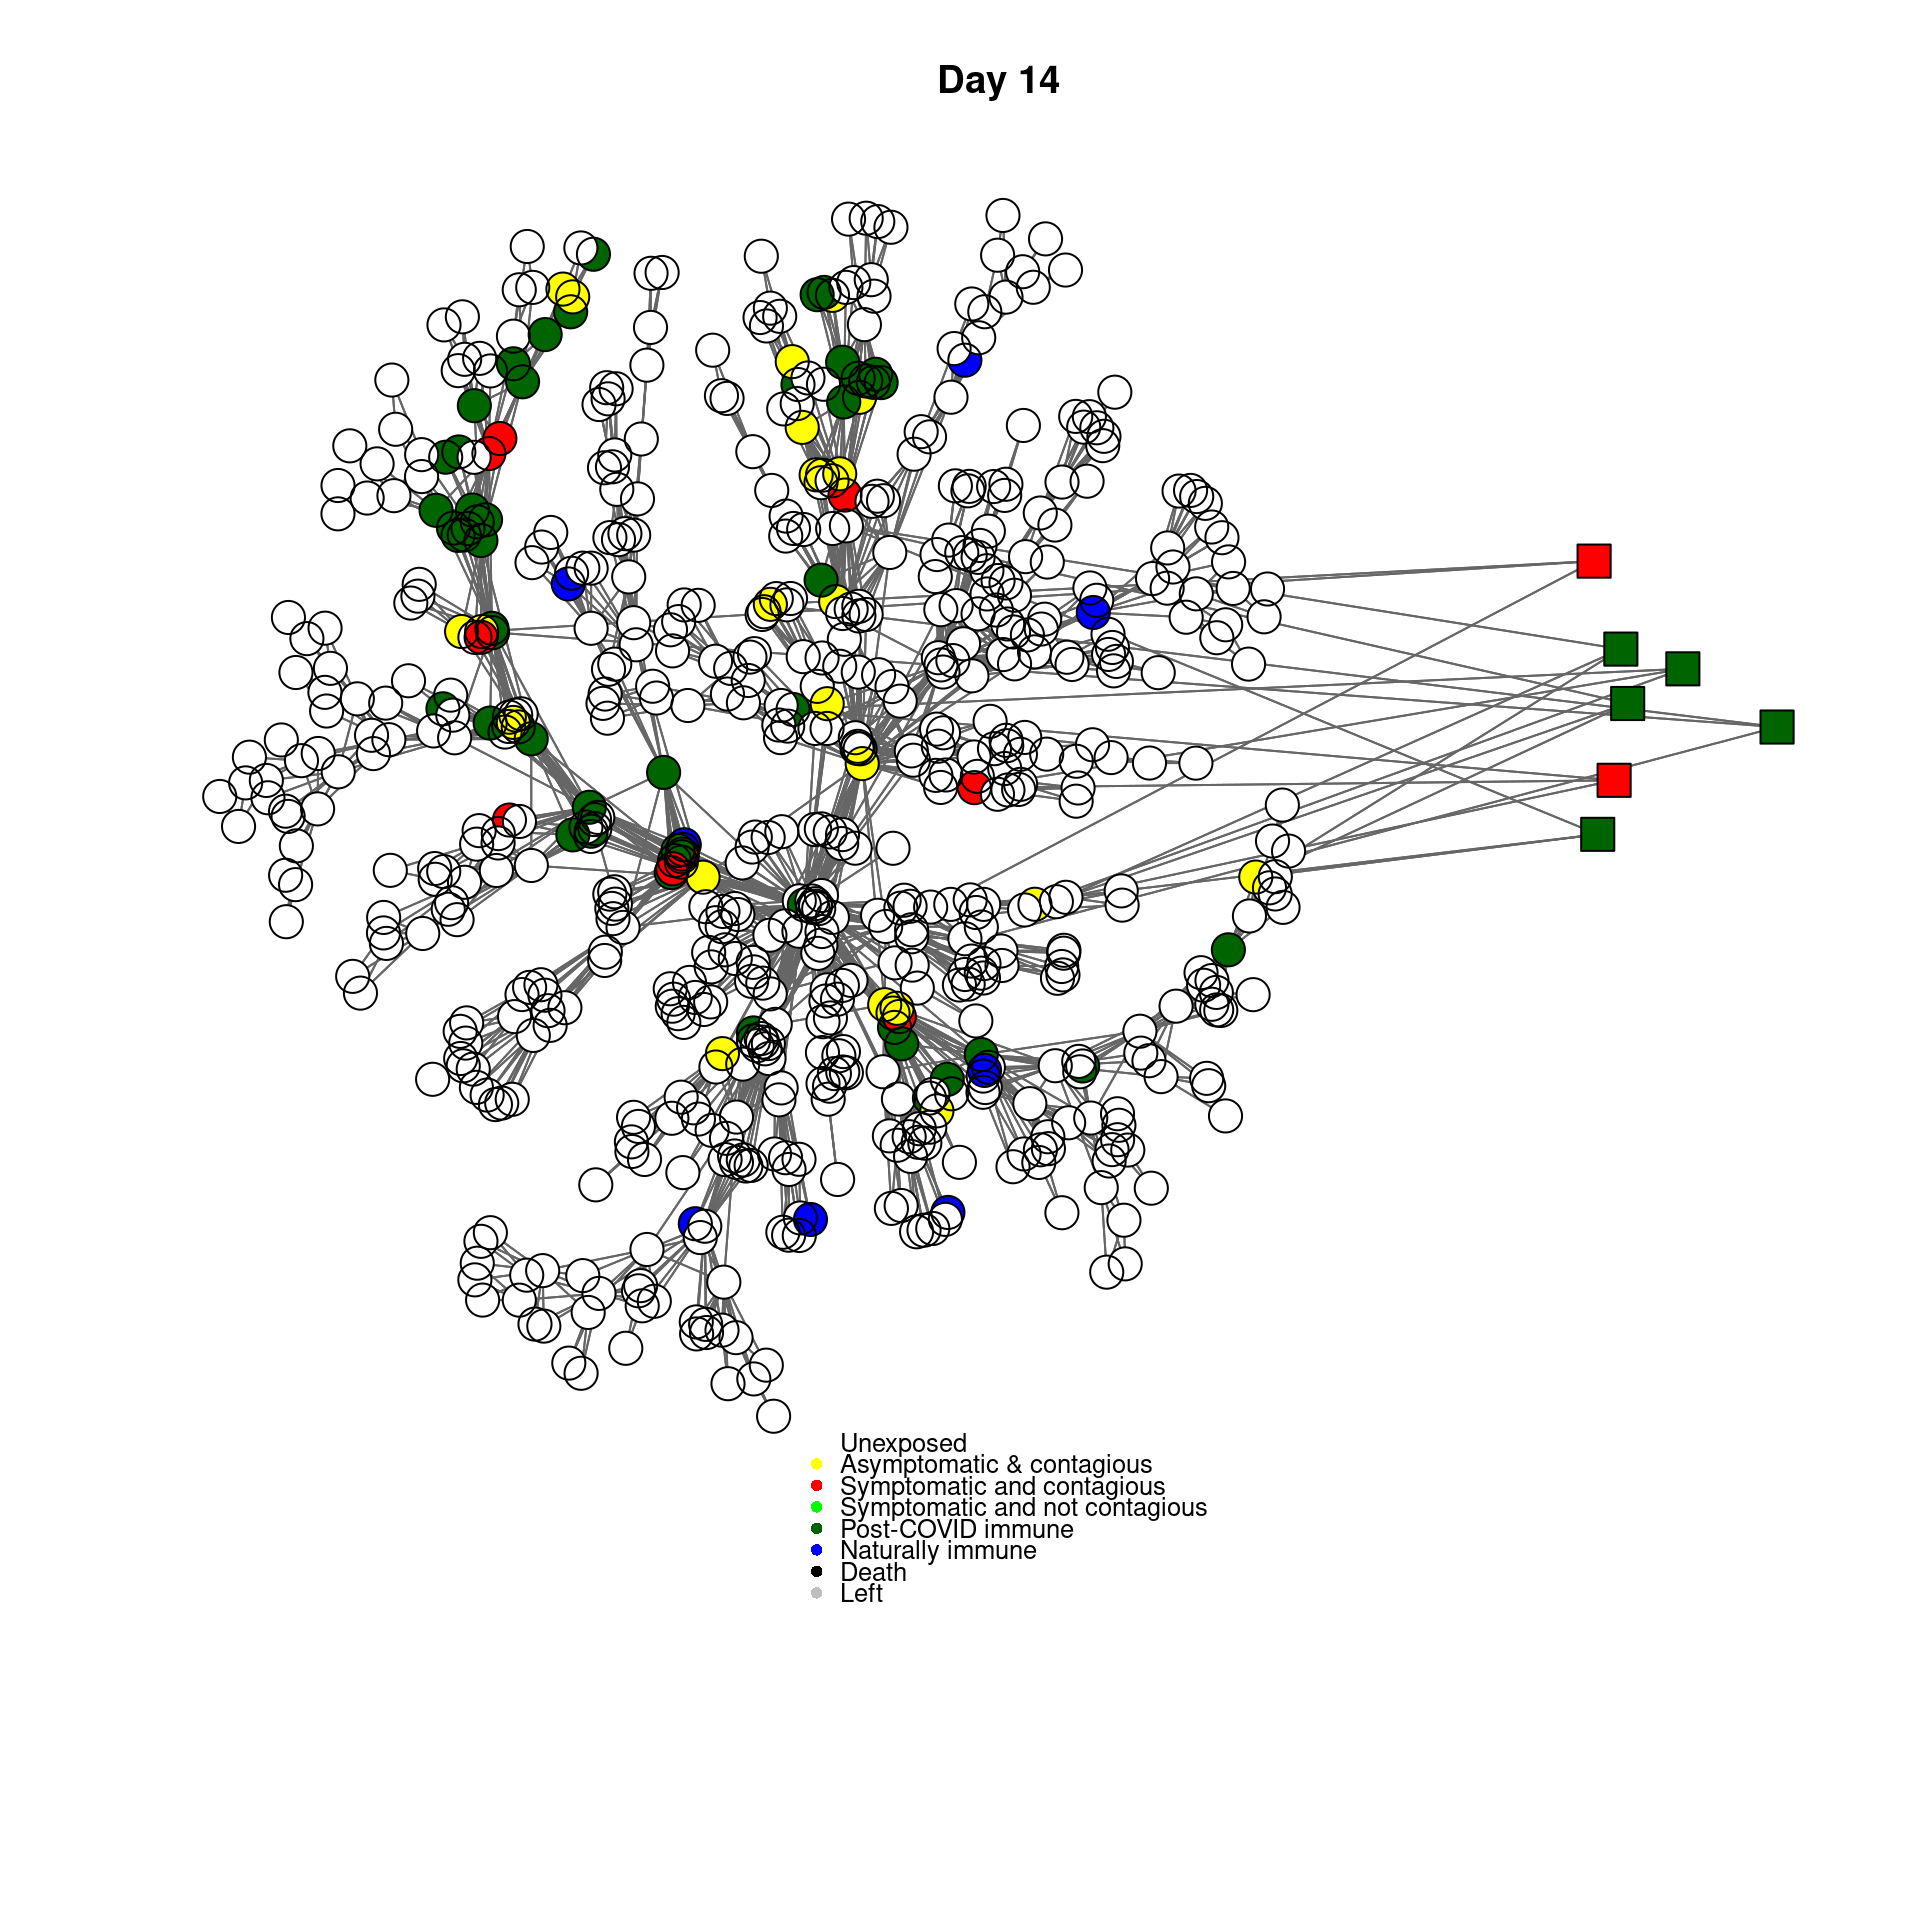 Day 14
Unexposed
Asymptomatic & contagious
Symptomatic and contagious
Symptomatic and not contagious
Post-COVID immune
Naturally immune
Death
Left